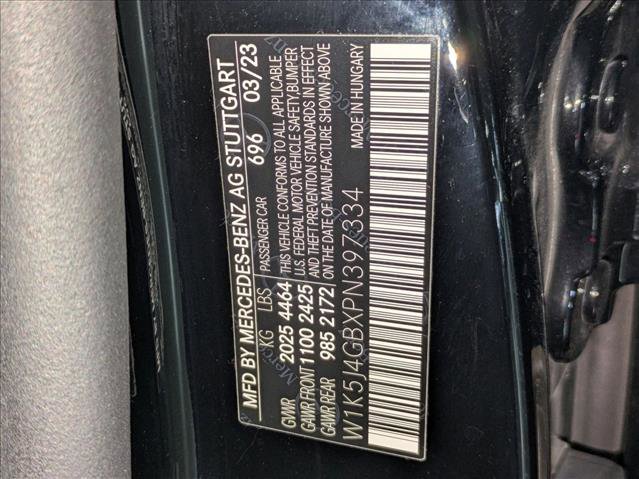 MFD BY MERCEDES-BENZ AG STUTTGART
696 03/23
KG LBS PASSENGER CAR
GVWR 2025 4464 THIS VEHICLE CONFORMS TO ALL APPLICABLE
U.S. FEDERAL MOTOR VEHICLE SAFETY, BUMPER
GAWR FRONT 1100 2425 AND THEFT PREVENTION STANDARDS IN EFFECT
GAWR REAR 985 2172 ON THE DATE OF MANUFACTURE SHOWN ABOVE
W1K5J4GBXPN397334 MADE IN HUNGARY